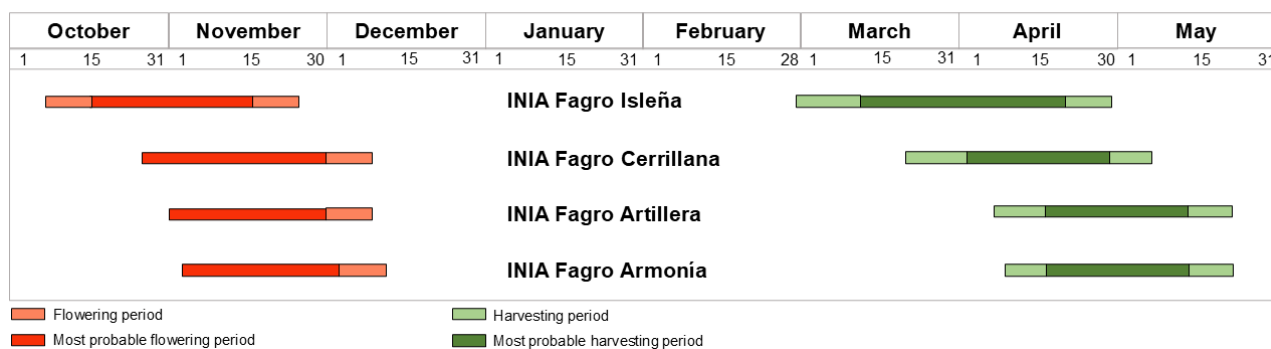 October November December January February March April May
1 15 31 1 15 30 1 15 31 1 15 31 1 15 28 1 15 31 1 15 30 1 15 31
INIA Fagro Isleña
INIA Fagro Cerrillana
INIA Fagro Artillera
INIA Fagro Armonía
Flowering period Harvesting period
Most probable flowering period Most probable harvesting period